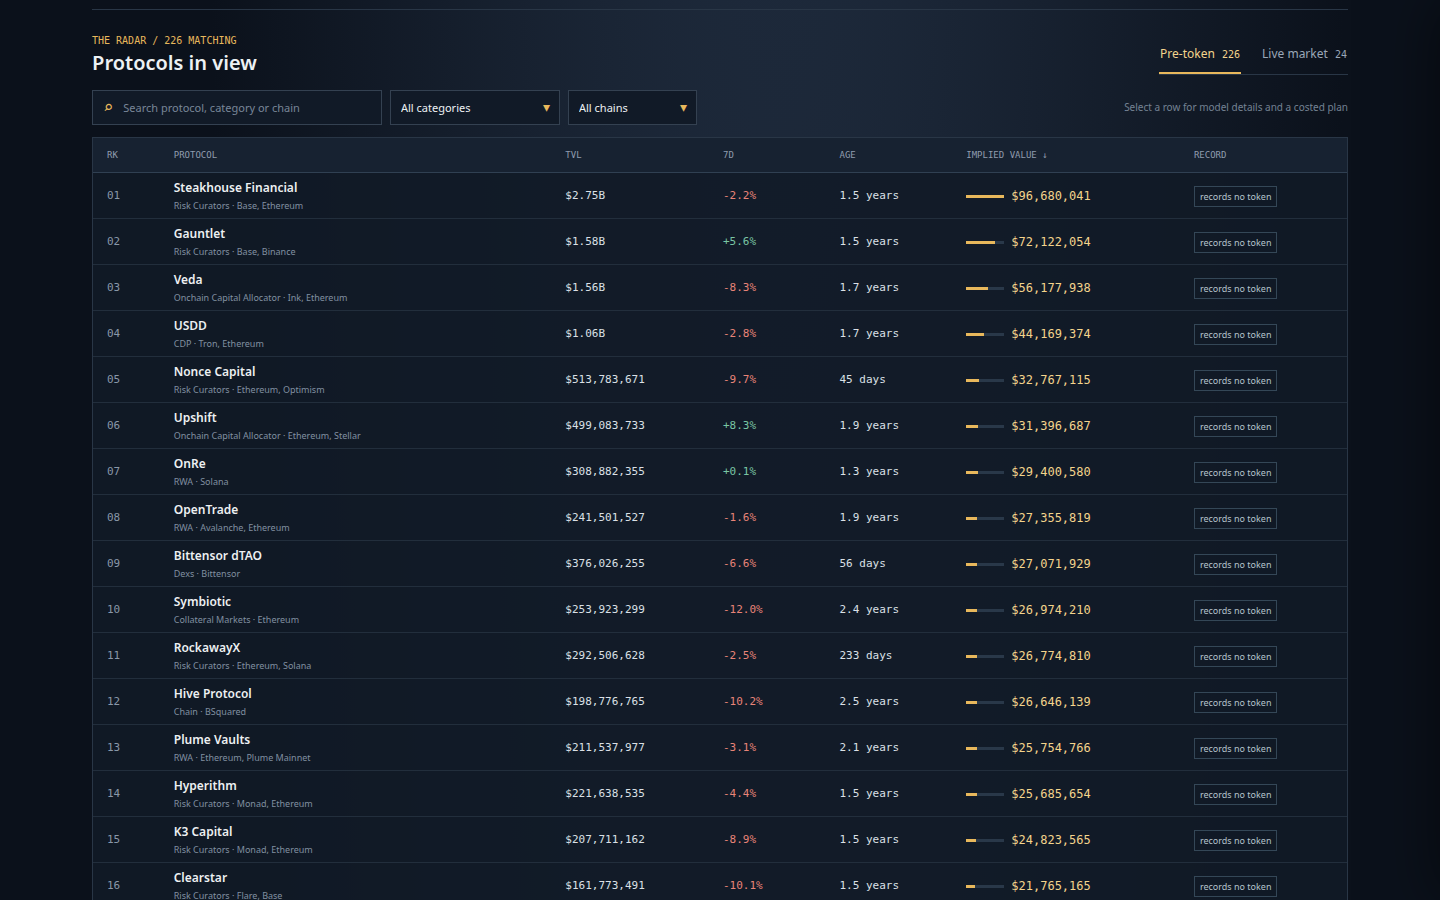 THE RADAR / 226 MATCHING
Protocols in view
Pre-token 226 Live market 24
Search protocol, category or chain
All categories ▼
All chains ▼
Select a row for model details and a costed plan
RK PROTOCOL TVL 7D AGE IMPLIED VALUE ↓ RECORD
01 Steakhouse Financial $2.75B -2.2% 1.5 years $96,680,041 records no token
Risk Curators · Base, Ethereum
02 Gauntlet $1.58B +5.6% 1.5 years $72,122,054 records no token
Risk Curators · Base, Binance
03 Veda $1.56B -8.3% 1.7 years $56,177,938 records no token
Onchain Capital Allocator · Ink, Ethereum
04 USDD $1.06B -2.8% 1.7 years $44,169,374 records no token
CDP · Tron, Ethereum
05 Nonce Capital $513,783,671 -9.7% 45 days $32,767,115 records no token
Risk Curators · Ethereum, Optimism
06 Upshift $499,083,733 +8.3% 1.9 years $31,396,687 records no token
Onchain Capital Allocator · Ethereum, Stellar
07 OnRe $308,882,355 +0.1% 1.3 years $29,400,580 records no token
RWA · Solana
08 OpenTrade $241,501,527 -1.6% 1.9 years $27,355,819 records no token
RWA · Avalanche, Ethereum
09 Bittensor dTAO $376,026,255 -6.6% 56 days $27,071,929 records no token
Dexs · Bittensor
10 Symbiotic $253,923,299 -12.0% 2.4 years $26,974,210 records no token
Collateral Markets · Ethereum
11 RockawayX $292,506,628 -2.5% 233 days $26,774,810 records no token
Risk Curators · Ethereum, Solana
12 Hive Protocol $198,776,765 -10.2% 2.5 years $26,646,139 records no token
Chain · BSquared
13 Plume Vaults $211,537,977 -3.1% 2.1 years $25,754,766 records no token
RWA · Ethereum, Plume Mainnet
14 Hyperithm $221,638,535 -4.4% 1.5 years $25,685,654 records no token
Risk Curators · Monad, Ethereum
15 K3 Capital $207,711,162 -8.9% 1.5 years $24,823,565 records no token
Risk Curators · Monad, Ethereum
16 Clearstar $161,773,491 -10.1% 1.5 years $21,765,165 records no token
Risk Curators · Flare, Base